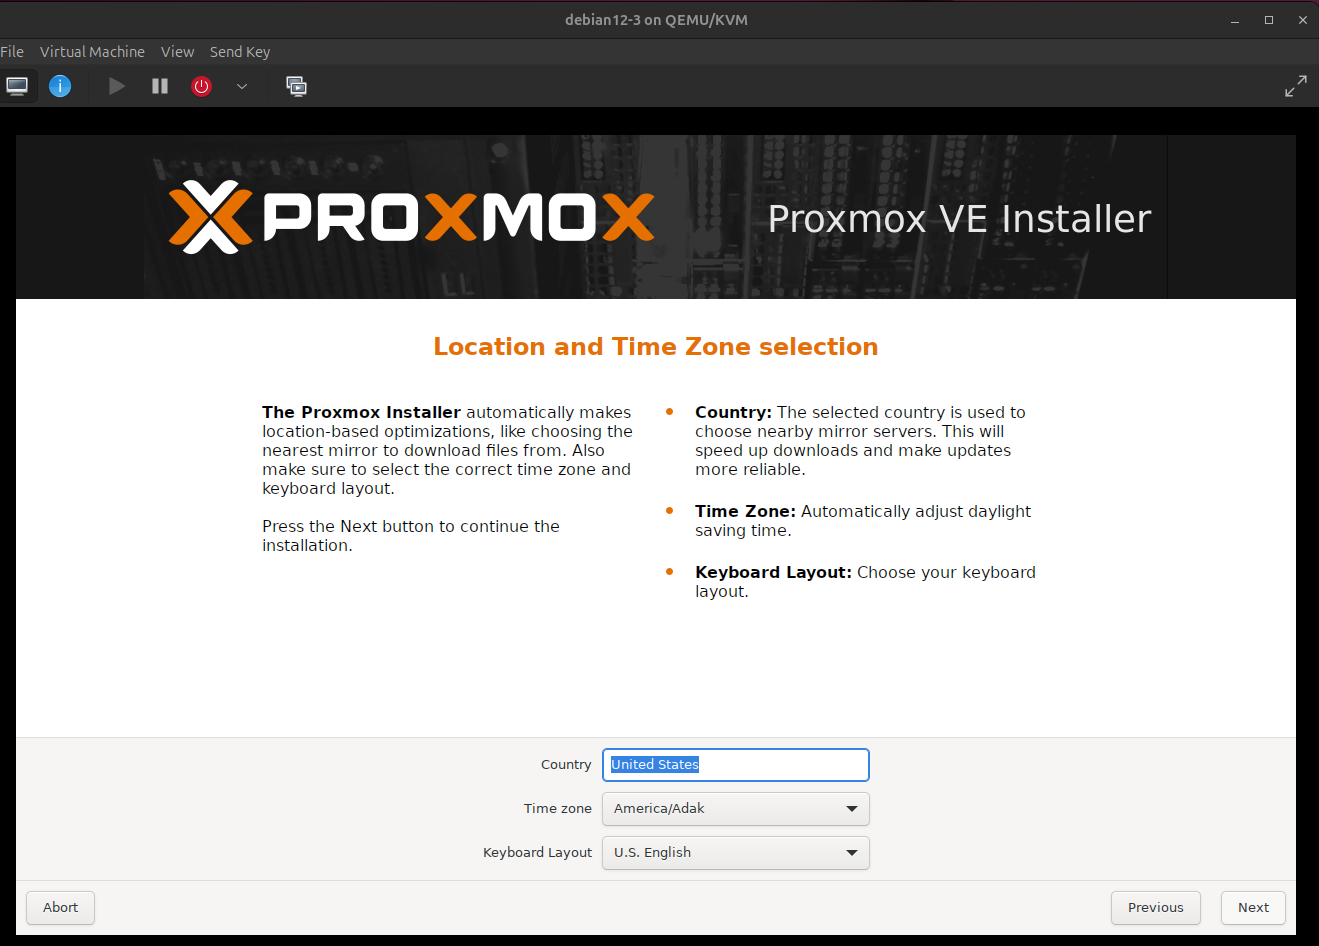 debian12-3 on QEMU/KVM
File Virtual Machine View Send Key
PROXMOX
Proxmox VE Installer
Location and Time Zone selection
The Proxmox Installer automatically makes
location-based optimizations, like choosing the
nearest mirror to download files from. Also
make sure to select the correct time zone and
keyboard layout.
Press the Next button to continue the
installation.
Country: The selected country is used to
choose nearby mirror servers. This will
speed up downloads and make updates
more reliable.
Time Zone: Automatically adjust daylight
saving time.
Keyboard Layout: Choose your keyboard
layout.
Country United States
Time zone America/Adak
Keyboard Layout U.S. English
Abort Previous Next